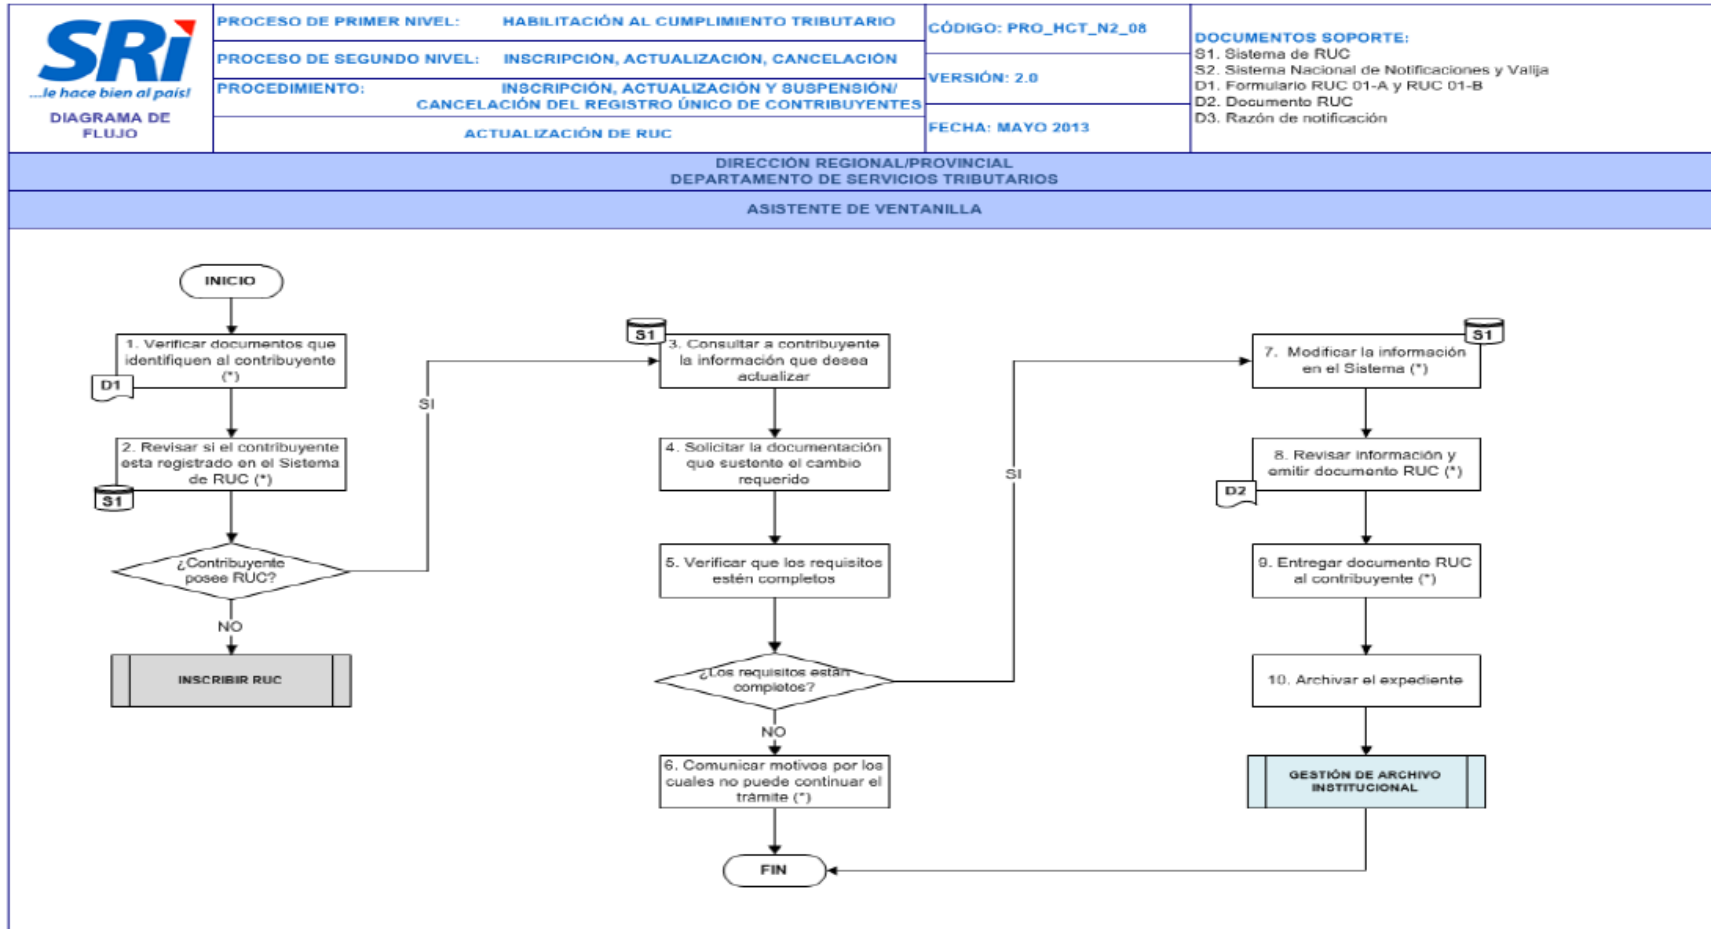 SRi
...le hace bien al país!
DIAGRAMA DE
FLUJO
PROCESO DE PRIMER NIVEL: HABILITACIÓN AL CUMPLIMIENTO TRIBUTARIO
PROCESO DE SEGUNDO NIVEL: INSCRIPCIÓN, ACTUALIZACIÓN, CANCELACIÓN
PROCEDIMIENTO: INSCRIPCIÓN, ACTUALIZACIÓN Y SUSPENSIÓN/
CANCELACIÓN DEL REGISTRO ÚNICO DE CONTRIBUYENTES
ACTUALIZACIÓN DE RUC
CÓDIGO: PRO_HCT_N2_08
VERSIÓN: 2.0
FECHA: MAYO 2013
DOCUMENTOS SOPORTE:
S1. Sistema de RUC
S2. Sistema Nacional de Notificaciones y Valija
D1. Formulario RUC 01-A y RUC 01-B
D2. Documento RUC
D3. Razón de notificación
DIRECCIÓN REGIONAL/PROVINCIAL
DEPARTAMENTO DE SERVICIOS TRIBUTARIOS
ASISTENTE DE VENTANILLA
INICIO
1. Verificar documentos que
identifiquen al contribuyente
(*)
D1
2. Revisar si el contribuyente
esta registrado en el Sistema
de RUC (*)
S1
¿Contribuyente
posee RUC?
SI
NO
INSCRIBIR RUC
S1
3. Consultar a contribuyente
la información que desea
actualizar
4. Solicitar la documentación
que sustente el cambio
requerido
5. Verificar que los requisitos
estén completos
¿Los requisitos están
completos?
SI
NO
6. Comunicar motivos por los
cuales no puede continuar el
trámite (*)
FIN
S1
7. Modificar la información
en el Sistema (*)
8. Revisar información y
emitir documento RUC (*)
D2
9. Entregar documento RUC
al contribuyente (*)
10. Archivar el expediente
GESTIÓN DE ARCHIVO
INSTITUCIONAL